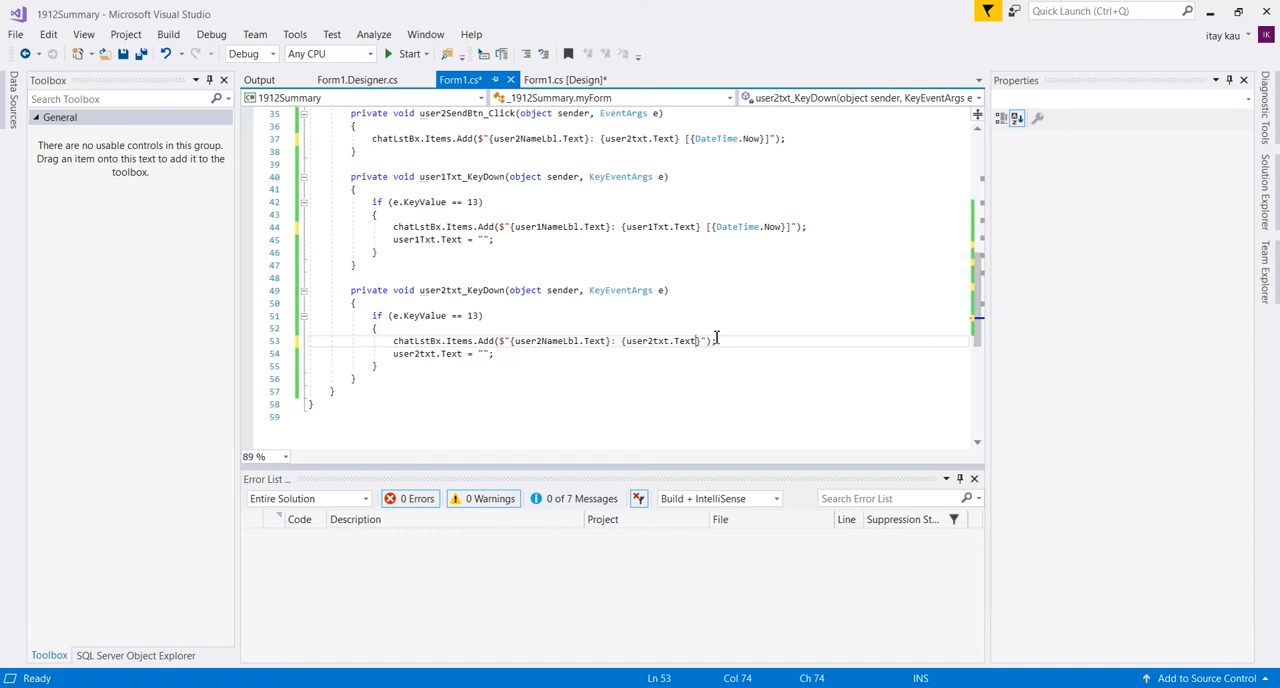 1912Summary - Microsoft Visual Studio
Quick Launch (Ctrl+Q)
File Edit View Project Build Debug Team Tools Test Analyze Window Help
itay kau IK
Debug Any CPU Start
Data Sources
Toolbox
Search Toolbox
General
There are no usable controls in this group. Drag an item onto this text to add it to the toolbox.
Toolbox SQL Server Object Explorer
Output Form1.Designer.cs Form1.cs* Form1.cs [Design]*
1912Summary _1912Summary.myForm user2txt_KeyDown(object sender, KeyEventArgs e
35 private void user2SendBtn_Click(object sender, EventArgs e)
36 {
37 chatLstBx.Items.Add($"{user2NameLbl.Text}: {user2txt.Text} [{DateTime.Now}]");
38 }
39
40 private void user1Txt_KeyDown(object sender, KeyEventArgs e)
41 {
42 if (e.KeyValue == 13)
43 {
44 chatLstBx.Items.Add($"{user1NameLbl.Text}: {user1Txt.Text} [{DateTime.Now}]");
45 user1Txt.Text = "";
46 }
47 }
48
49 private void user2txt_KeyDown(object sender, KeyEventArgs e)
50 {
51 if (e.KeyValue == 13)
52 {
53 chatLstBx.Items.Add($"{user2NameLbl.Text}: {user2txt.Text}");
54 user2txt.Text = "";
55 }
56 }
57 }
58 }
59
89 %
Error List ...
Entire Solution 0 Errors 0 Warnings 0 of 7 Messages Build + IntelliSense Search Error List
Code Description Project File Line Suppression St...
Properties
Diagnostic Tools
Solution Explorer
Team Explorer
Ready Ln 53 Col 74 Ch 74 INS Add to Source Control